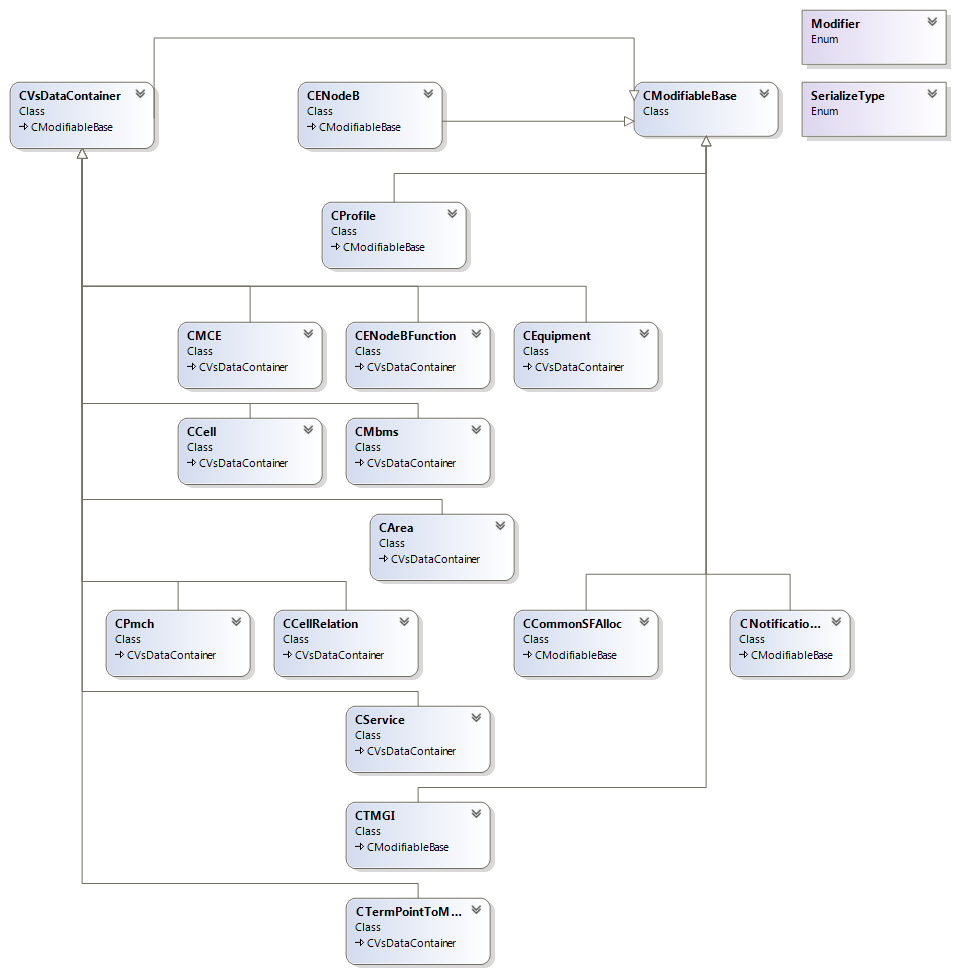 Modifier
Enum
CVsDataContainer
Class
CModifiableBase
CENodeB
Class
CModifiableBase
CModifiableBase
Class
SerializeType
Enum
CProfile
Class
CModifiableBase
CMCE
Class
CVsDataContainer
CENodeBFunction
Class
CVsDataContainer
CEquipment
Class
CVsDataContainer
CCell
Class
CVsDataContainer
CMbms
Class
CVsDataContainer
CArea
Class
CVsDataContainer
CPmch
Class
CVsDataContainer
CCellRelation
Class
CVsDataContainer
CCommonSFAlloc
Class
CModifiableBase
CNotificatio...
Class
CModifiableBase
CService
Class
CVsDataContainer
CTMGI
Class
CModifiableBase
CTermPointToM...
Class
CVsDataContainer